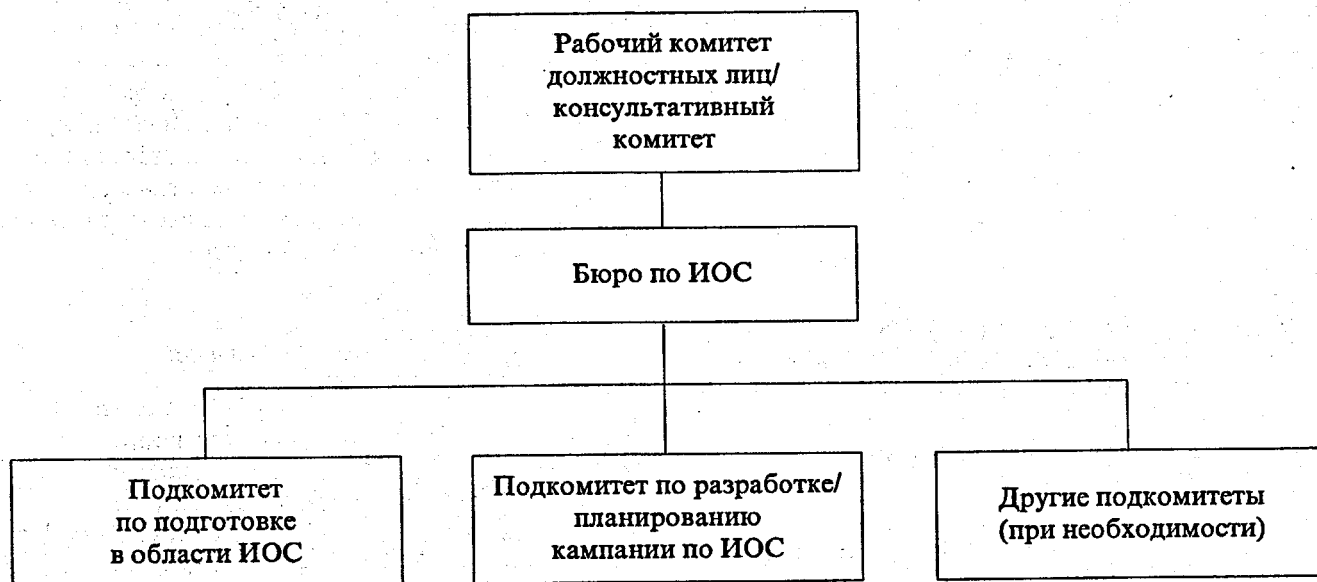 Рабочий комитет
должностных лиц/
консультативный
комитет
Бюро по ИОС
Подкомитет
по подготовке
в области ИОС
Подкомитет по разработке/
планированию
кампании по ИОС
Другие подкомитеты
(при необходимости)